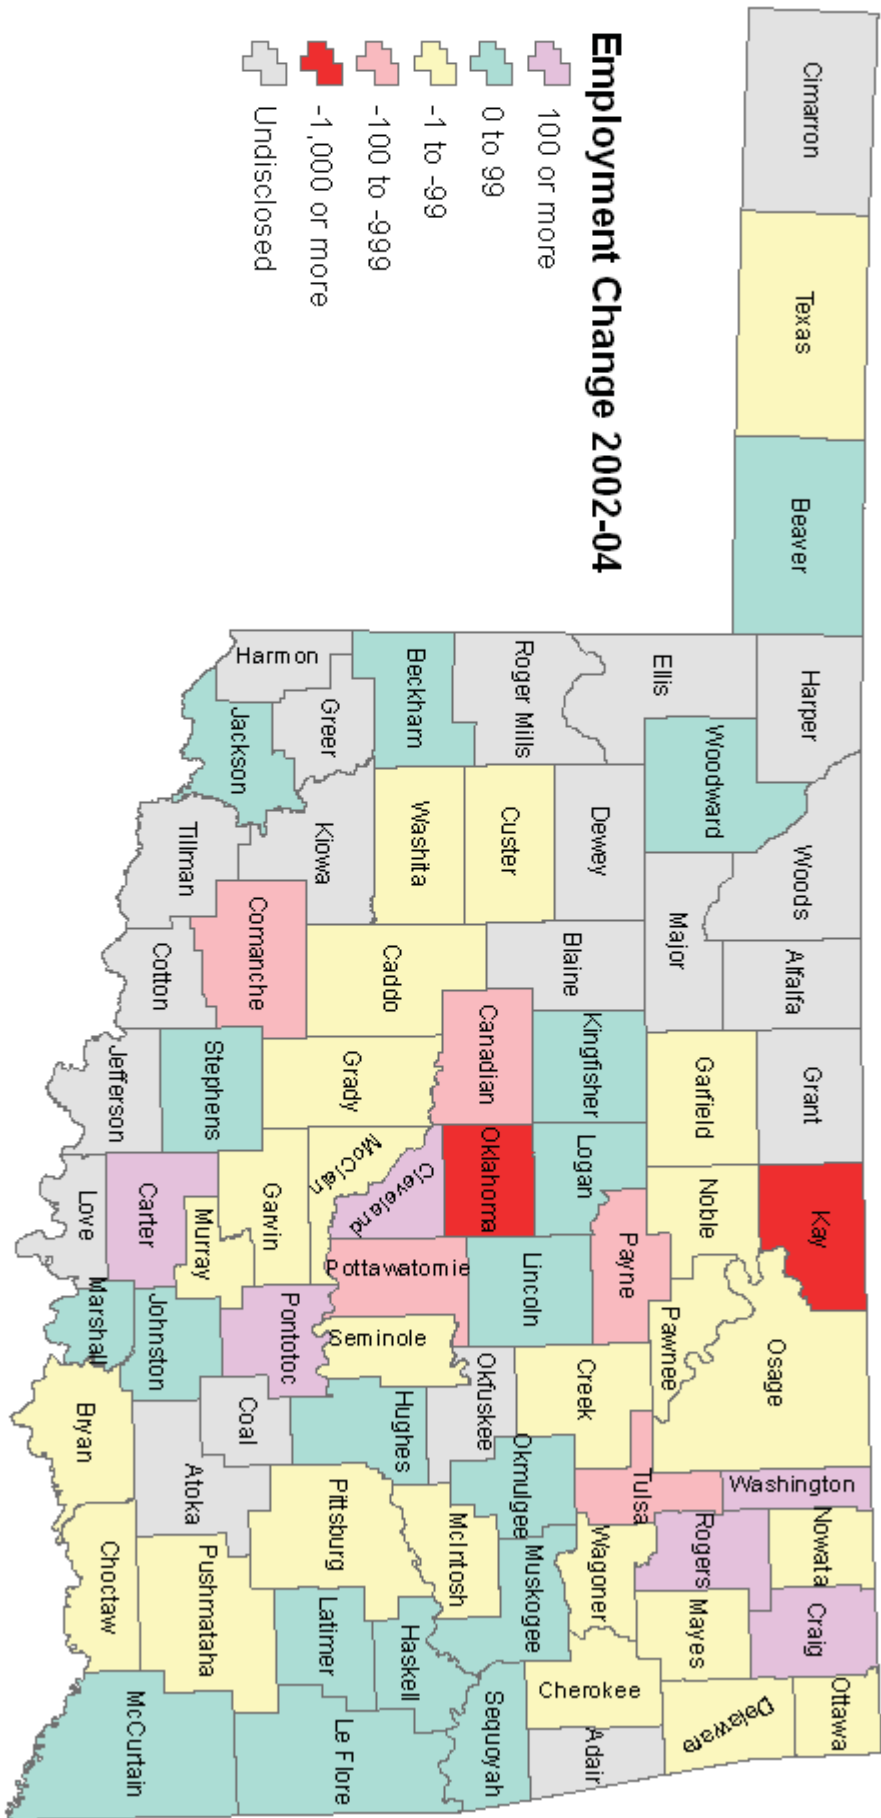 Cimarron
Texas
Beaver
Harper
Ellis
Woodward
Woods
Alfalfa
Grant
Kay
Osage
Washington
Nowata
Craig
Ottawa
Roger Mills
Dewey
Major
Garfield
Noble
Pawnee
Rogers
Mayes
Delaware
Beckham
Custer
Blaine
Kingfisher
Logan
Payne
Creek
Tulsa
Wagoner
Cherokee
Adair
Washita
Caddo
Canadian
Oklahoma
Lincoln
Okfuskee
Okmulgee
Muskogee
McIntosh
Sequoyah
Harmon
Greer
Kiowa
Grady
McClain
Cleveland
Pottawatomie
Seminole
Hughes
Pittsburg
Haskell
Latimer
Le Flore
Jackson
Tillman
Comanche
Cotton
Stephens
Garvin
Murray
Pontotoc
Coal
Atoka
Pushmataha
McCurtain
Jefferson
Carter
Love
Johnston
Marshall
Bryan
Choctaw
Employment Change 2002-04
100 or more
0 to 99
-1 to -99
-100 to -999
-1,000 or more
Undisclosed